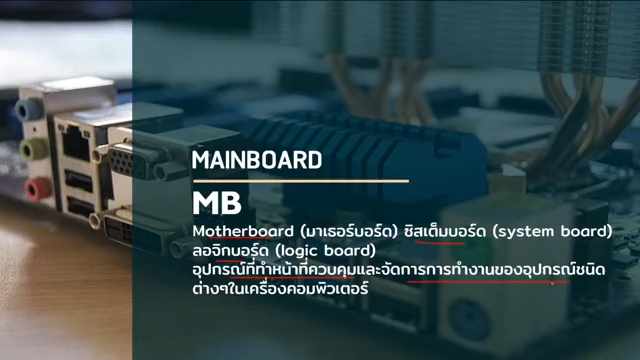 MAINBOARD
MB
Motherboard (มาเธอร์บอร์ด) ซิสเต็มบอร์ด (system board)
ลอจิกบอร์ด (logic board)
อุปกรณ์ที่ทำหน้าที่ควบคุมและจัดการการทำงานของอุปกรณ์ชนิด
ต่างๆในเครื่องคอมพิวเตอร์